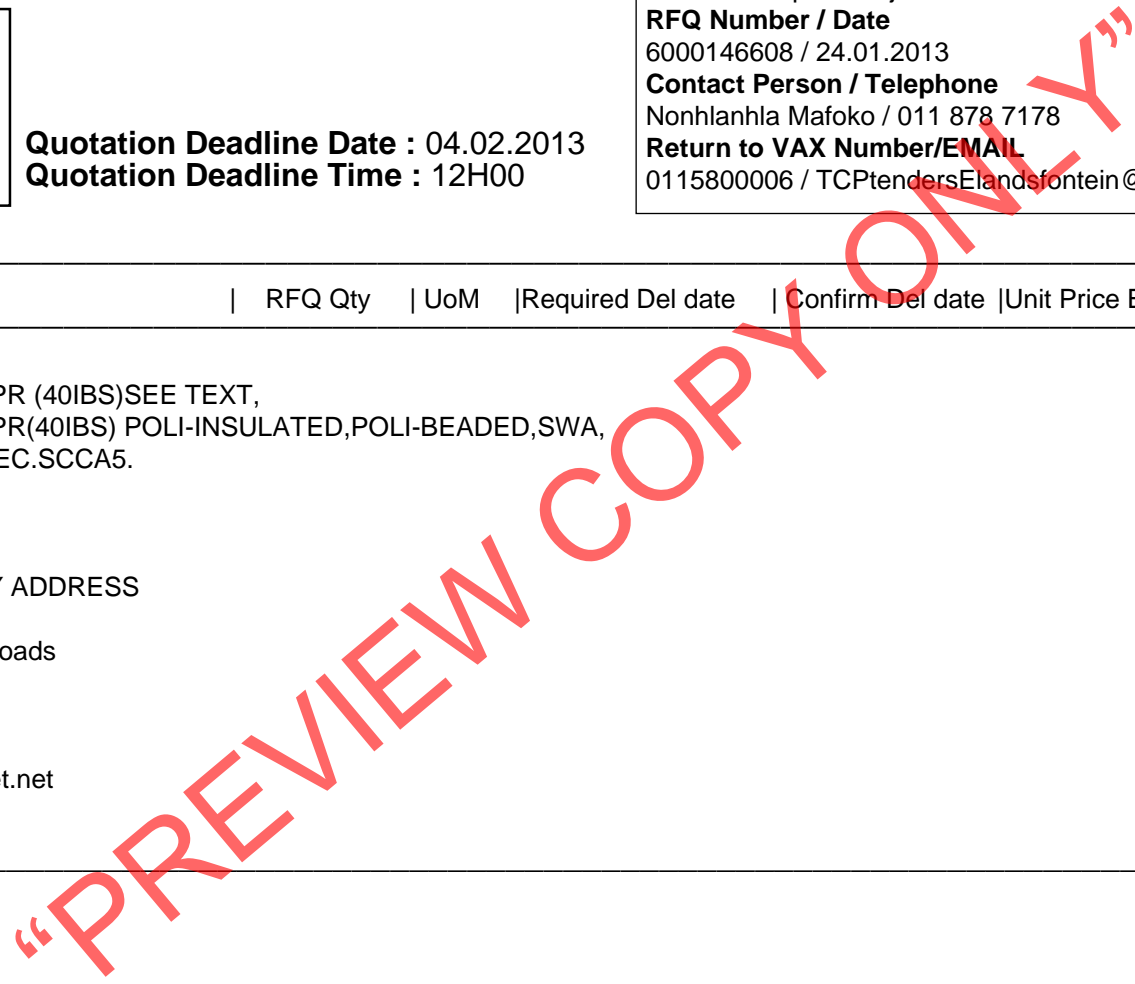 RFQ Number / Date
6000146608 / 24.01.2013
Contact Person / Telephone
Nonhlanhla Mafoko / 011 878 7178
Return to VAX Number/EMAIL
0115800006 / TCPtendersElandsfontein@
Quotation Deadline Date : 04.02.2013
Quotation Deadline Time : 12H00
| RFQ Qty | UoM |Required Del date | Confirm Del date |Unit Price E
PR (40IBS)SEE TEXT,
PR(40IBS) POLI-INSULATED,POLI-BEADED,SWA,
EC.SCCA5.
Y ADDRESS
oads
et.net
“PREVIEW COPY ONLY”